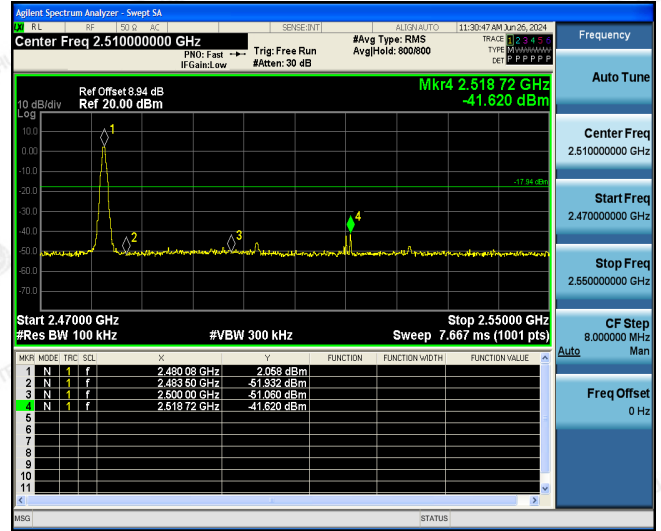 Agilent Spectrum Analyzer - Swept SA
LXI RL RF 50 Ω AC SENSE:INT ALIGN AUTO 11:30:47 AM Jun 26, 2024
Center Freq 2.510000000 GHz
PNO: Fast
IFGain:Low
Trig: Free Run
#Atten: 30 dB
#Avg Type: RMS
Avg|Hold: 800/800
TRACE 1 2 3 4 5 6
TYPE M
DET P P P P P P
Frequency
Mkr4 2.518 72 GHz
-41.620 dBm
Ref Offset 8.94 dB
10 dB/div Ref 20.00 dBm
Log
10.0
0.00
-10.0
-20.0
-30.0
-40.0
-50.0
-60.0
-70.0
1
2
3
4
-17.94 dBm
Start 2.47000 GHz Stop 2.55000 GHz
#Res BW 100 kHz #VBW 300 kHz Sweep 7.667 ms (1001 pts)
MKR MODE TRC SCL X Y FUNCTION FUNCTION WIDTH FUNCTION VALUE
1 N 1 f 2.480 08 GHz 2.058 dBm
2 N 1 f 2.483 50 GHz -51.932 dBm
3 N 1 f 2.500 00 GHz -51.060 dBm
4 N 1 f 2.518 72 GHz -41.620 dBm
5
6
7
8
9
10
11
MSG STATUS
Auto Tune
Center Freq
2.510000000 GHz
Start Freq
2.470000000 GHz
Stop Freq
2.550000000 GHz
CF Step
8.000000 MHz
Auto Man
Freq Offset
0 Hz